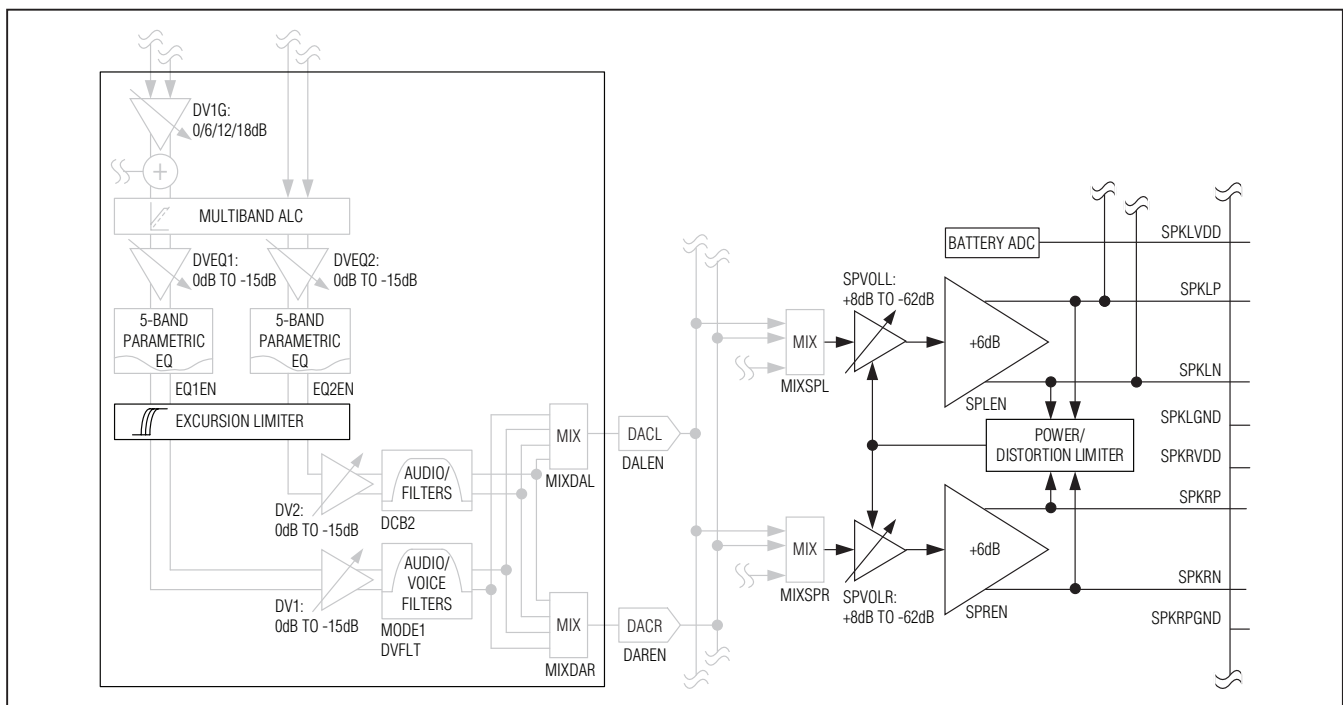 DV1G:
0/6/12/18dB
+
MULTIBAND ALC
DVEQ1:
0dB TO -15dB
DVEQ2:
0dB TO -15dB
5-BAND
PARAMETRIC
EQ
5-BAND
PARAMETRIC
EQ
EQ1EN
EQ2EN
EXCURSION LIMITER
DV2:
0dB TO -15dB
AUDIO/
FILTERS
DCB2
DV1:
0dB TO -15dB
AUDIO/
VOICE
FILTERS
MODE1
DVFLT
MIX
MIXDAL
MIX
MIXDAR
DACL
DALEN
DACR
DAREN
MIX
MIXSPL
MIX
MIXSPR
SPVOLL:
+8dB TO -62dB
SPVOLR:
+8dB TO -62dB
BATTERY ADC
+6dB
SPLEN
POWER/
DISTORTION LIMITER
+6dB
SPREN
SPKLVDD
SPKLP
SPKLN
SPKLGND
SPKRVDD
SPKRP
SPKRN
SPKRPGND